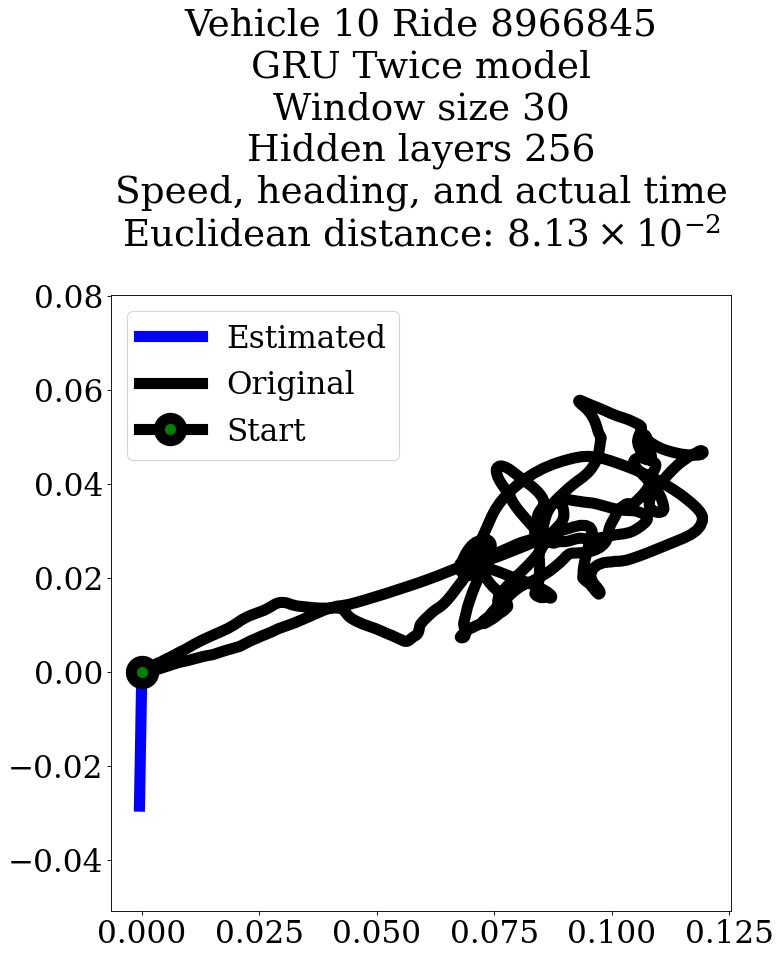 Vehicle 10 Ride 8966845
GRU Twice model
Window size 30
Hidden layers 256
Speed, heading, and actual time
Euclidean distance: 8.13 × 10⁻²
0.08
Estimated
0.06
Original
Start
0.04
0.02
0.00
−0.02
−0.04
0.000 0.025 0.050 0.075 0.100 0.125